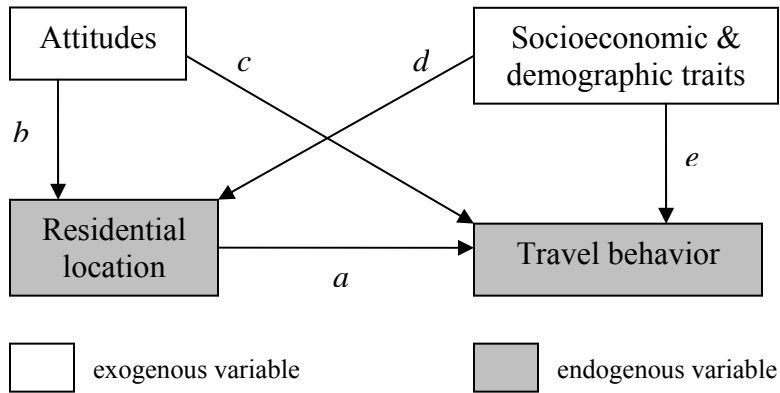 Attitudes
Socioeconomic &
demographic traits
c
d
b
e
Residential
location
Travel behavior
a
exogenous variable
endogenous variable